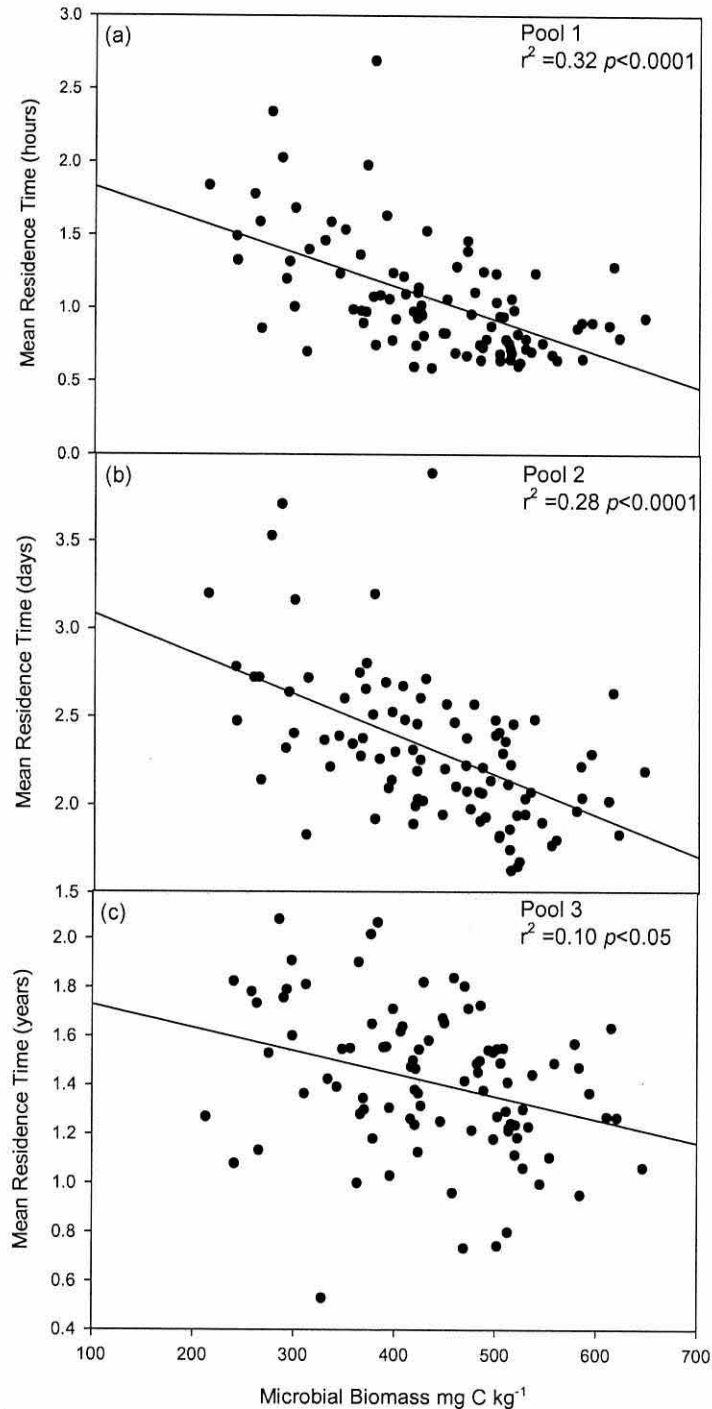 (a)
Pool 1
r² =0.32 p<0.0001
Mean Residence Time (hours)
3.0
2.5
2.0
1.5
1.0
0.5
0.0
(b)
Pool 2
r² =0.28 p<0.0001
Mean Residence Time (days)
3.5
3.0
2.5
2.0
1.5
(c)
Pool 3
r² =0.10 p<0.05
Mean Residence Time (years)
2.0
1.8
1.6
1.4
1.2
1.0
0.8
0.6
0.4
100 200 300 400 500 600 700
Microbial Biomass mg C kg⁻¹